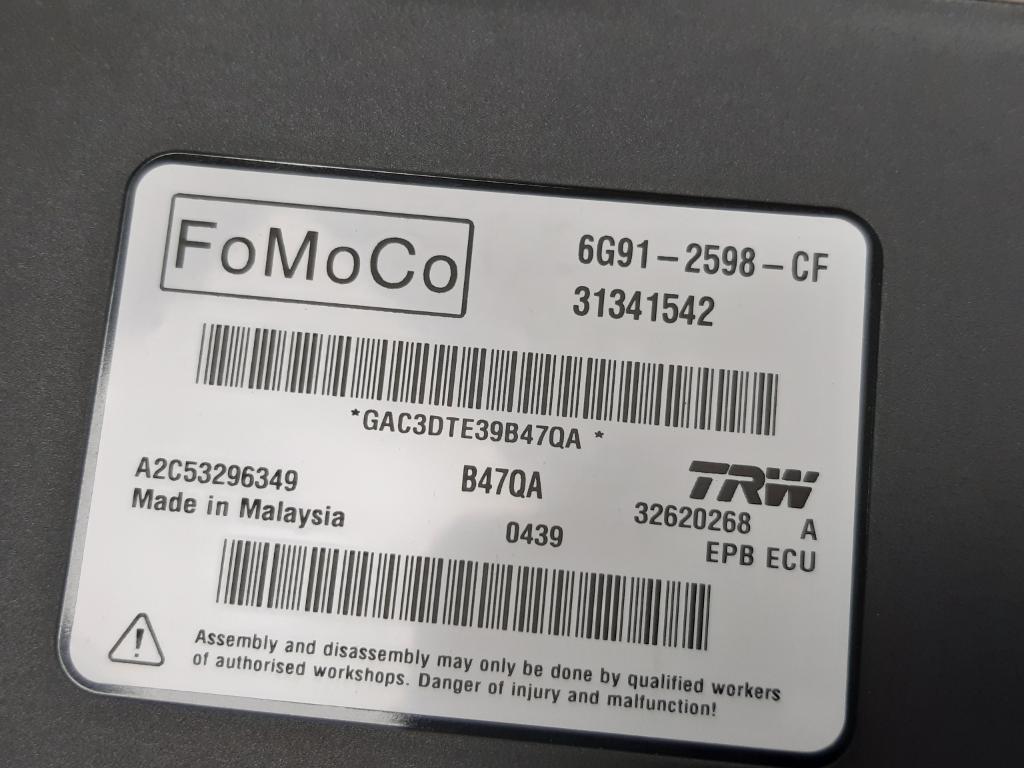 FoMoCo
6G91-2598-CF
31341542
*GAC3DTE39B47QA *
A2C53296349
B47QA
TRW
Made in Malaysia
0439
32620268 A
EPB ECU
Assembly and disassembly may only be done by qualified workers
of authorised workshops. Danger of injury and malfunction!